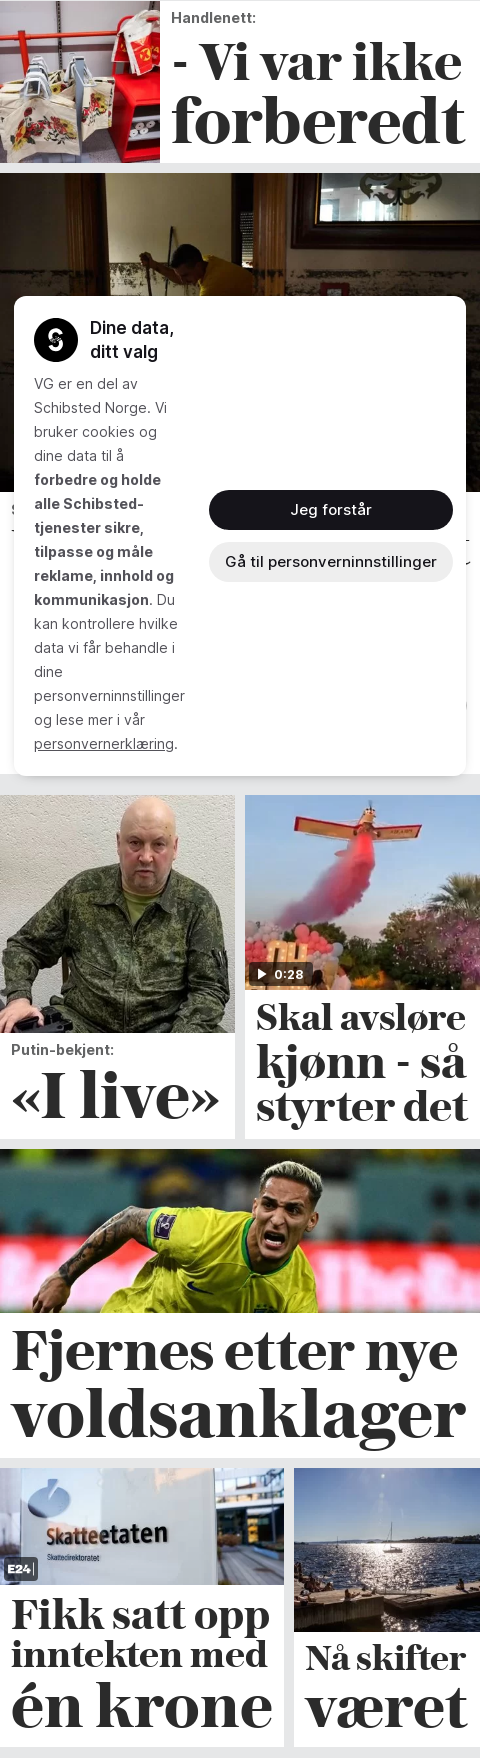 Handlenett:
- Vi var ikke
forberedt
Dine data,
ditt valg
VG er en del av
Schibsted Norge. Vi
bruker cookies og
dine data til å
forbedre og holde
alle Schibsted-
tjenester sikre,
tilpasse og måle
reklame, innhold og
kommunikasjon. Du
kan kontrollere hvilke
data vi får behandle i
dine
personverninnstillinger
og lese mer i vår
personvernerklæring.
Jeg forstår
Gå til personverninnstillinger
Putin-bekjent:
«I live»
0:28
Skal avsløre
kjønn - så
styrter det
Fjernes etter nye
voldsanklager
Skatteetaten
Skattedirektoratet
E24
Fikk satt opp
inntekten med
én krone
Nå skifter
været